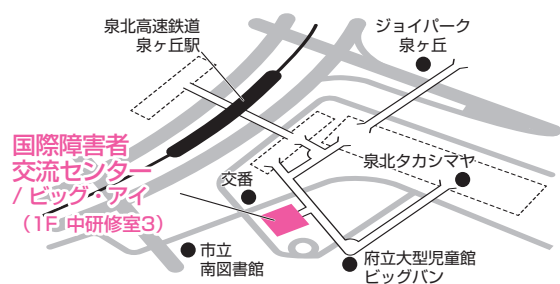 泉北高速鉄道
泉ヶ丘駅
ジョイパーク
泉ヶ丘
国際障害者
交流センター
/ ビッグ・アイ
（1F 中研修室3）
交番
泉北タカシマヤ
市立
南図書館
府立大型児童館
ビッグバン